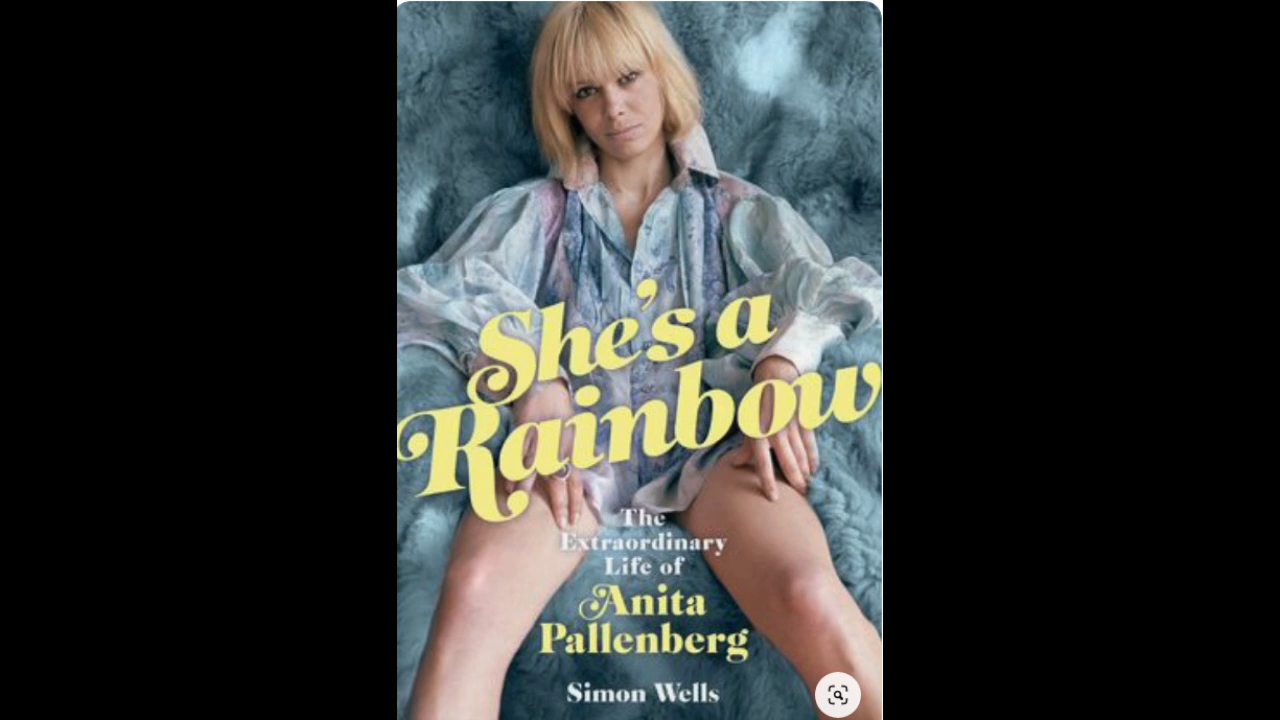 She's a
Rainbow
The
Extraordinary
Life of
Anita
Pallenberg
Simon Wells